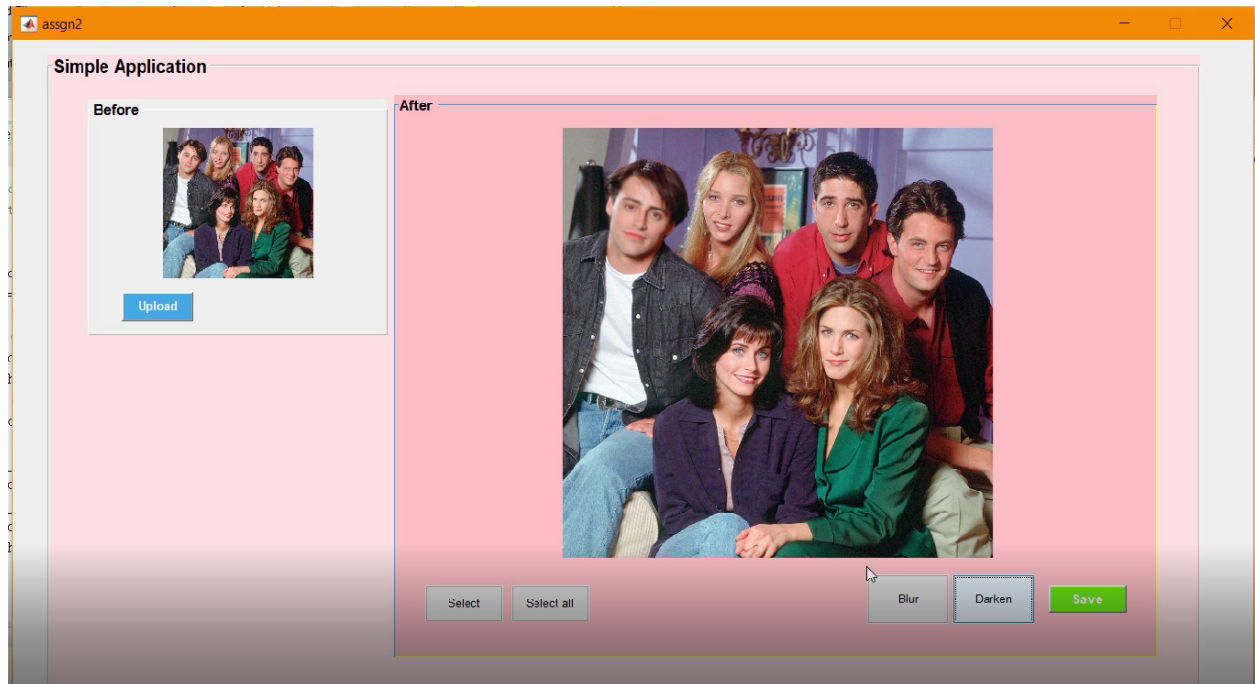 assgn2
Simple Application
Before
After
Upload
Select
Select all
Blur
Darken
Save